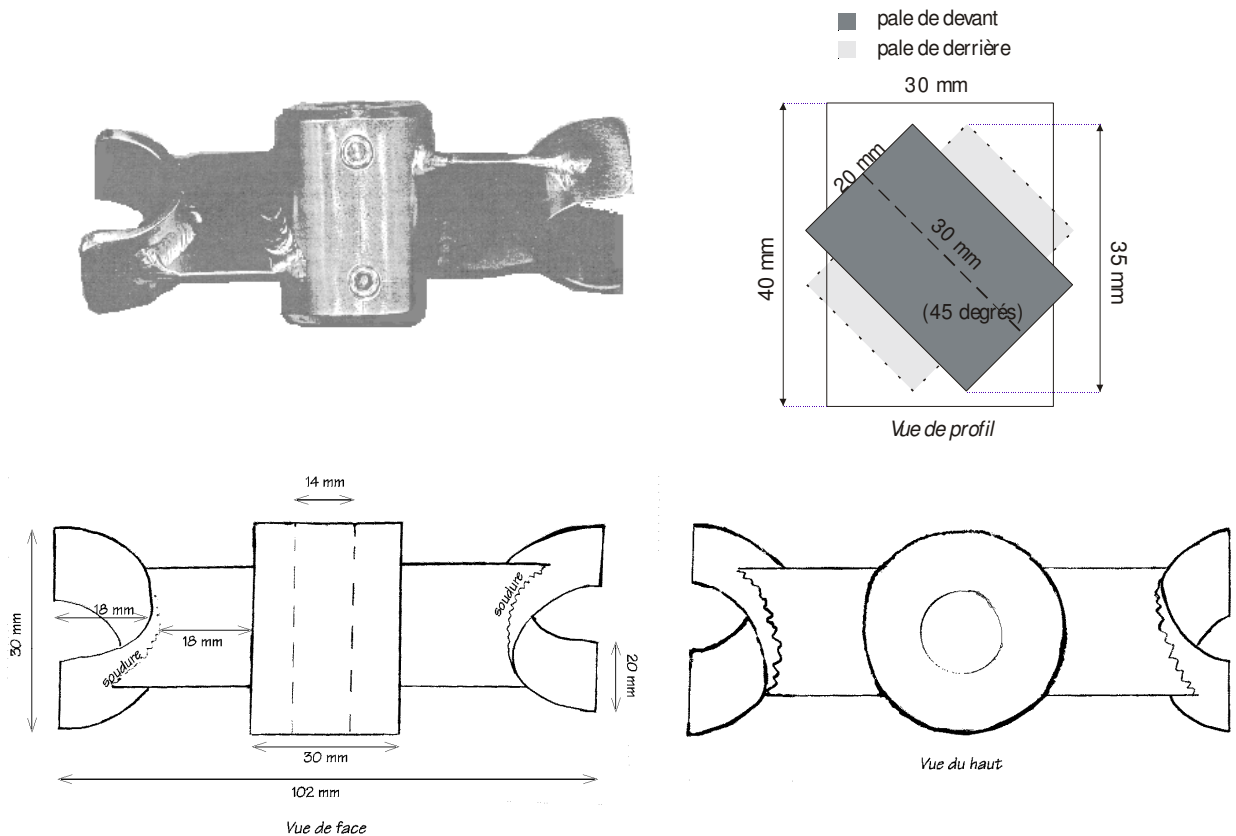 pale de devant
pale de derrière
30 mm
20 mm
30 mm
(45 degrés)
40 mm
35 mm
Vue de profil
14 mm
soudure
18 mm
18 mm
30 mm
soudure
20 mm
30 mm
102 mm
Vue de face
Vue du haut